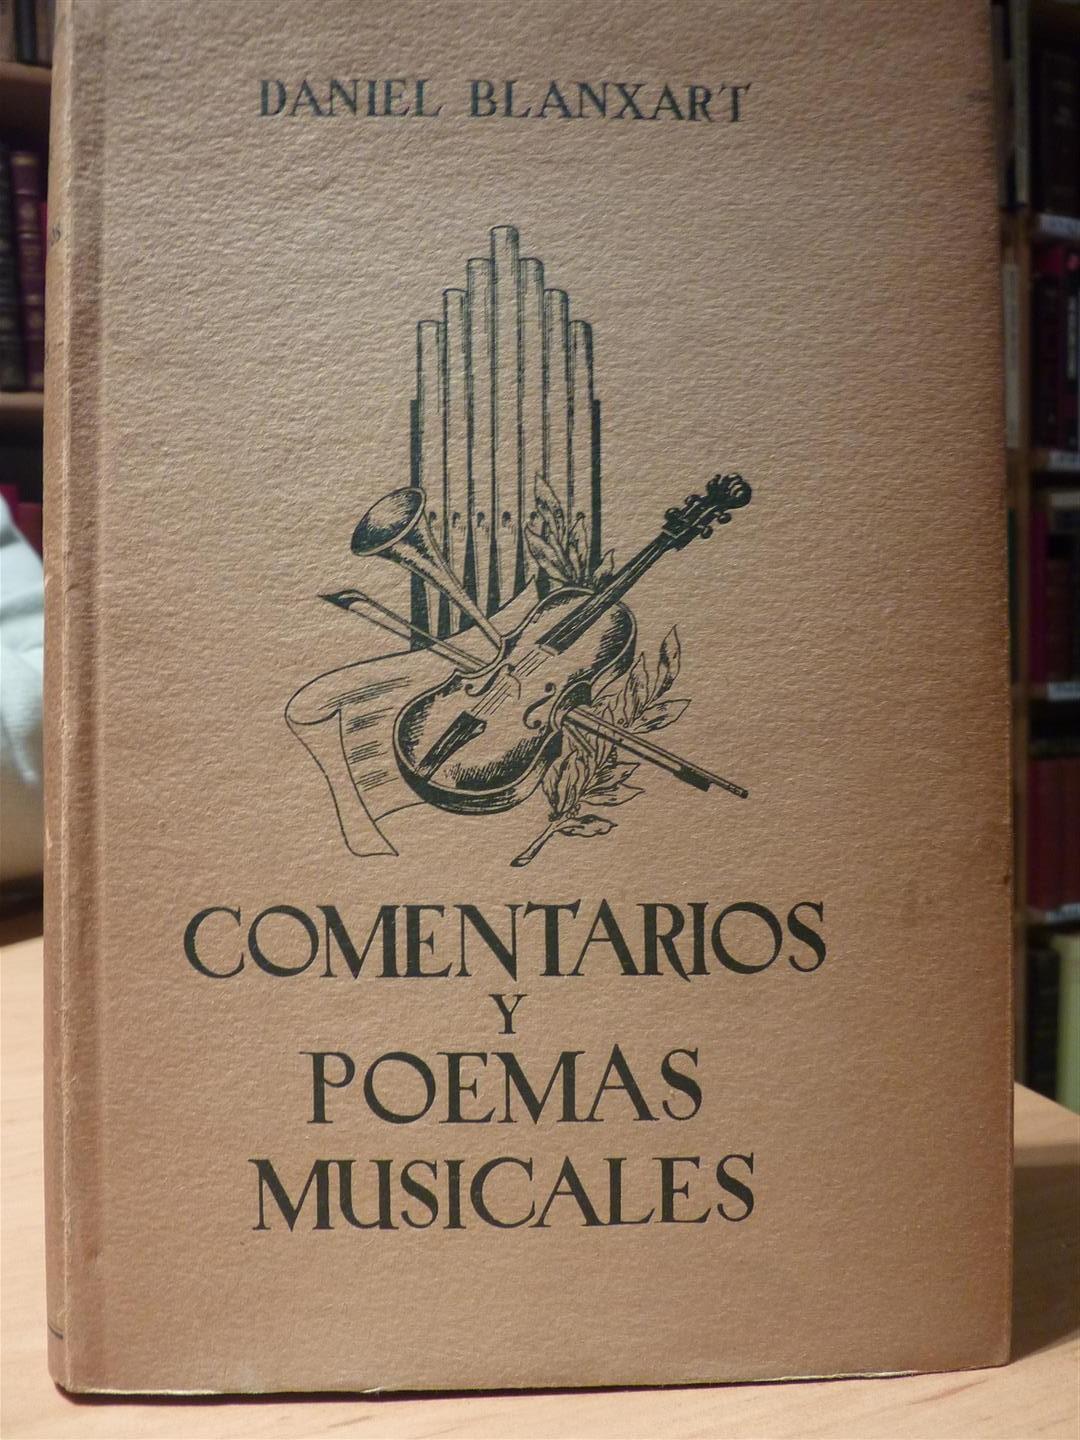 DANIEL BLANXART
COMENTARIOS
Y
POEMAS
MUSICALES